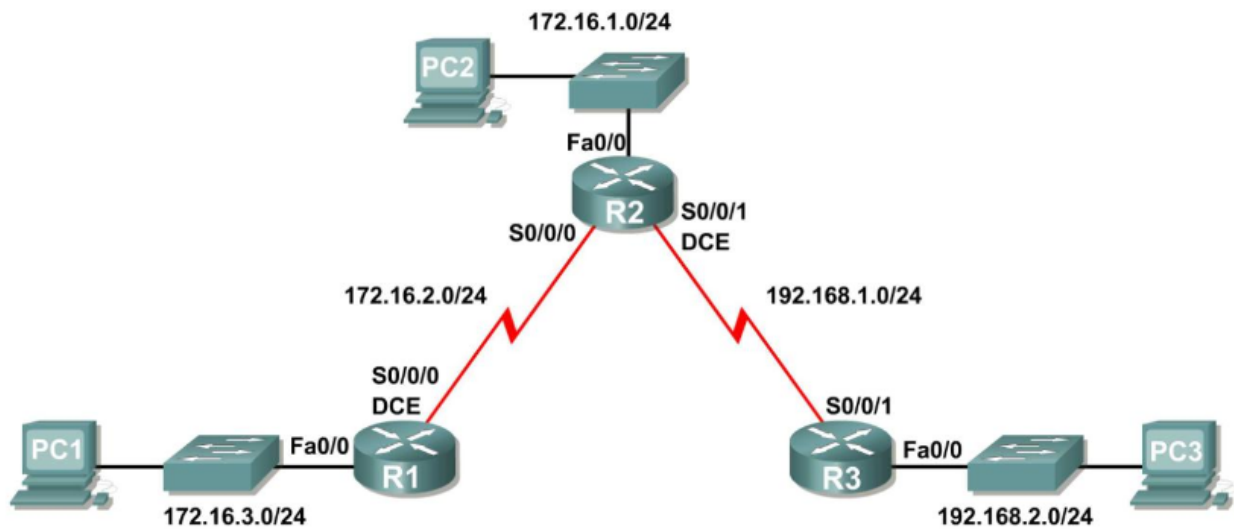 172.16.1.0/24
PC2
Fa0/0
R2
S0/0/0
S0/0/1
DCE
172.16.2.0/24
192.168.1.0/24
S0/0/0
DCE
S0/0/1
PC1
Fa0/0
R1
R3
Fa0/0
PC3
172.16.3.0/24
192.168.2.0/24